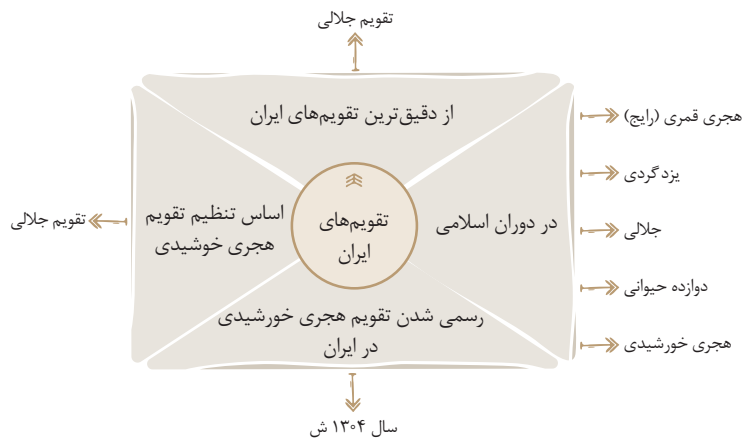 تقویم جلالی
از دقیق‌ترین تقویم‌های ایران
هجری قمری (رایج)
یزدگردی
جلالی
دوازده حیوانی
هجری خورشیدی
در دوران اسلامی
تقویم‌های
ایران
اساس تنظیم تقویم
هجری خوشیدی
تقویم جلالی
رسمی شدن تقویم هجری خورشیدی
در ایران
سال ۱۳۰۴ ش